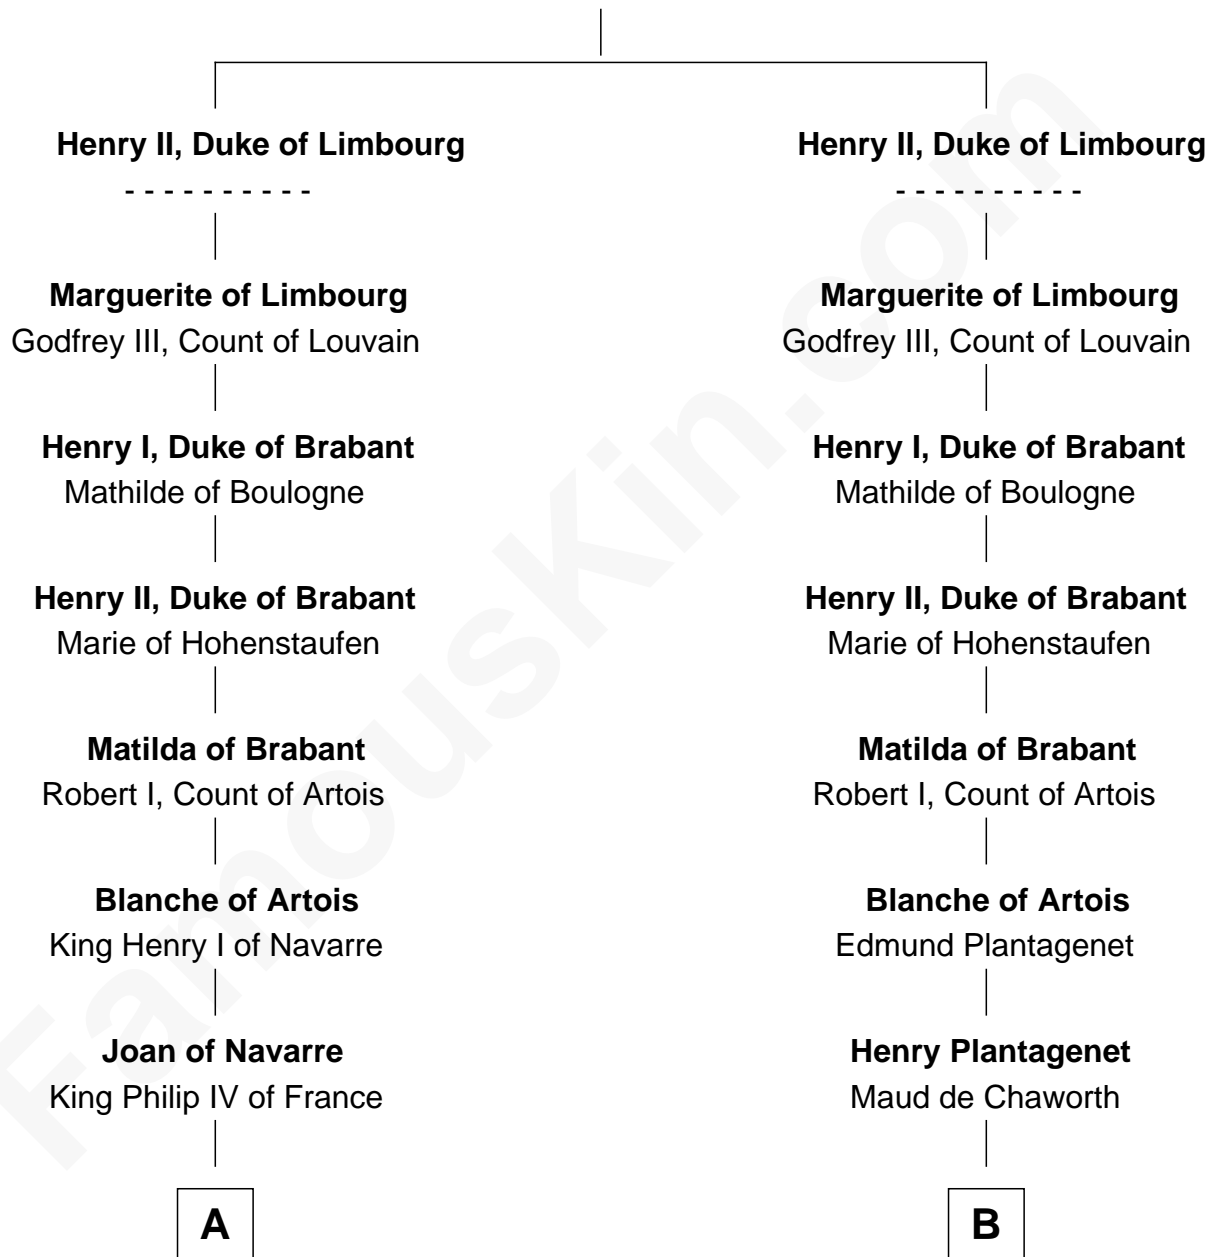 Henry II, Duke of Limbourg
- - - - - - - - - -
Marguerite of Limbourg
Godfrey III, Count of Louvain
Henry I, Duke of Brabant
Mathilde of Boulogne
Henry II, Duke of Brabant
Marie of Hohenstaufen
Matilda of Brabant
Robert I, Count of Artois
Blanche of Artois
King Henry I of Navarre
Joan of Navarre
King Philip IV of France
A
Henry II, Duke of Limbourg
- - - - - - - - - -
Marguerite of Limbourg
Godfrey III, Count of Louvain
Henry I, Duke of Brabant
Mathilde of Boulogne
Henry II, Duke of Brabant
Marie of Hohenstaufen
Matilda of Brabant
Robert I, Count of Artois
Blanche of Artois
Edmund Plantagenet
Henry Plantagenet
Maud de Chaworth
B
FamousKin.com